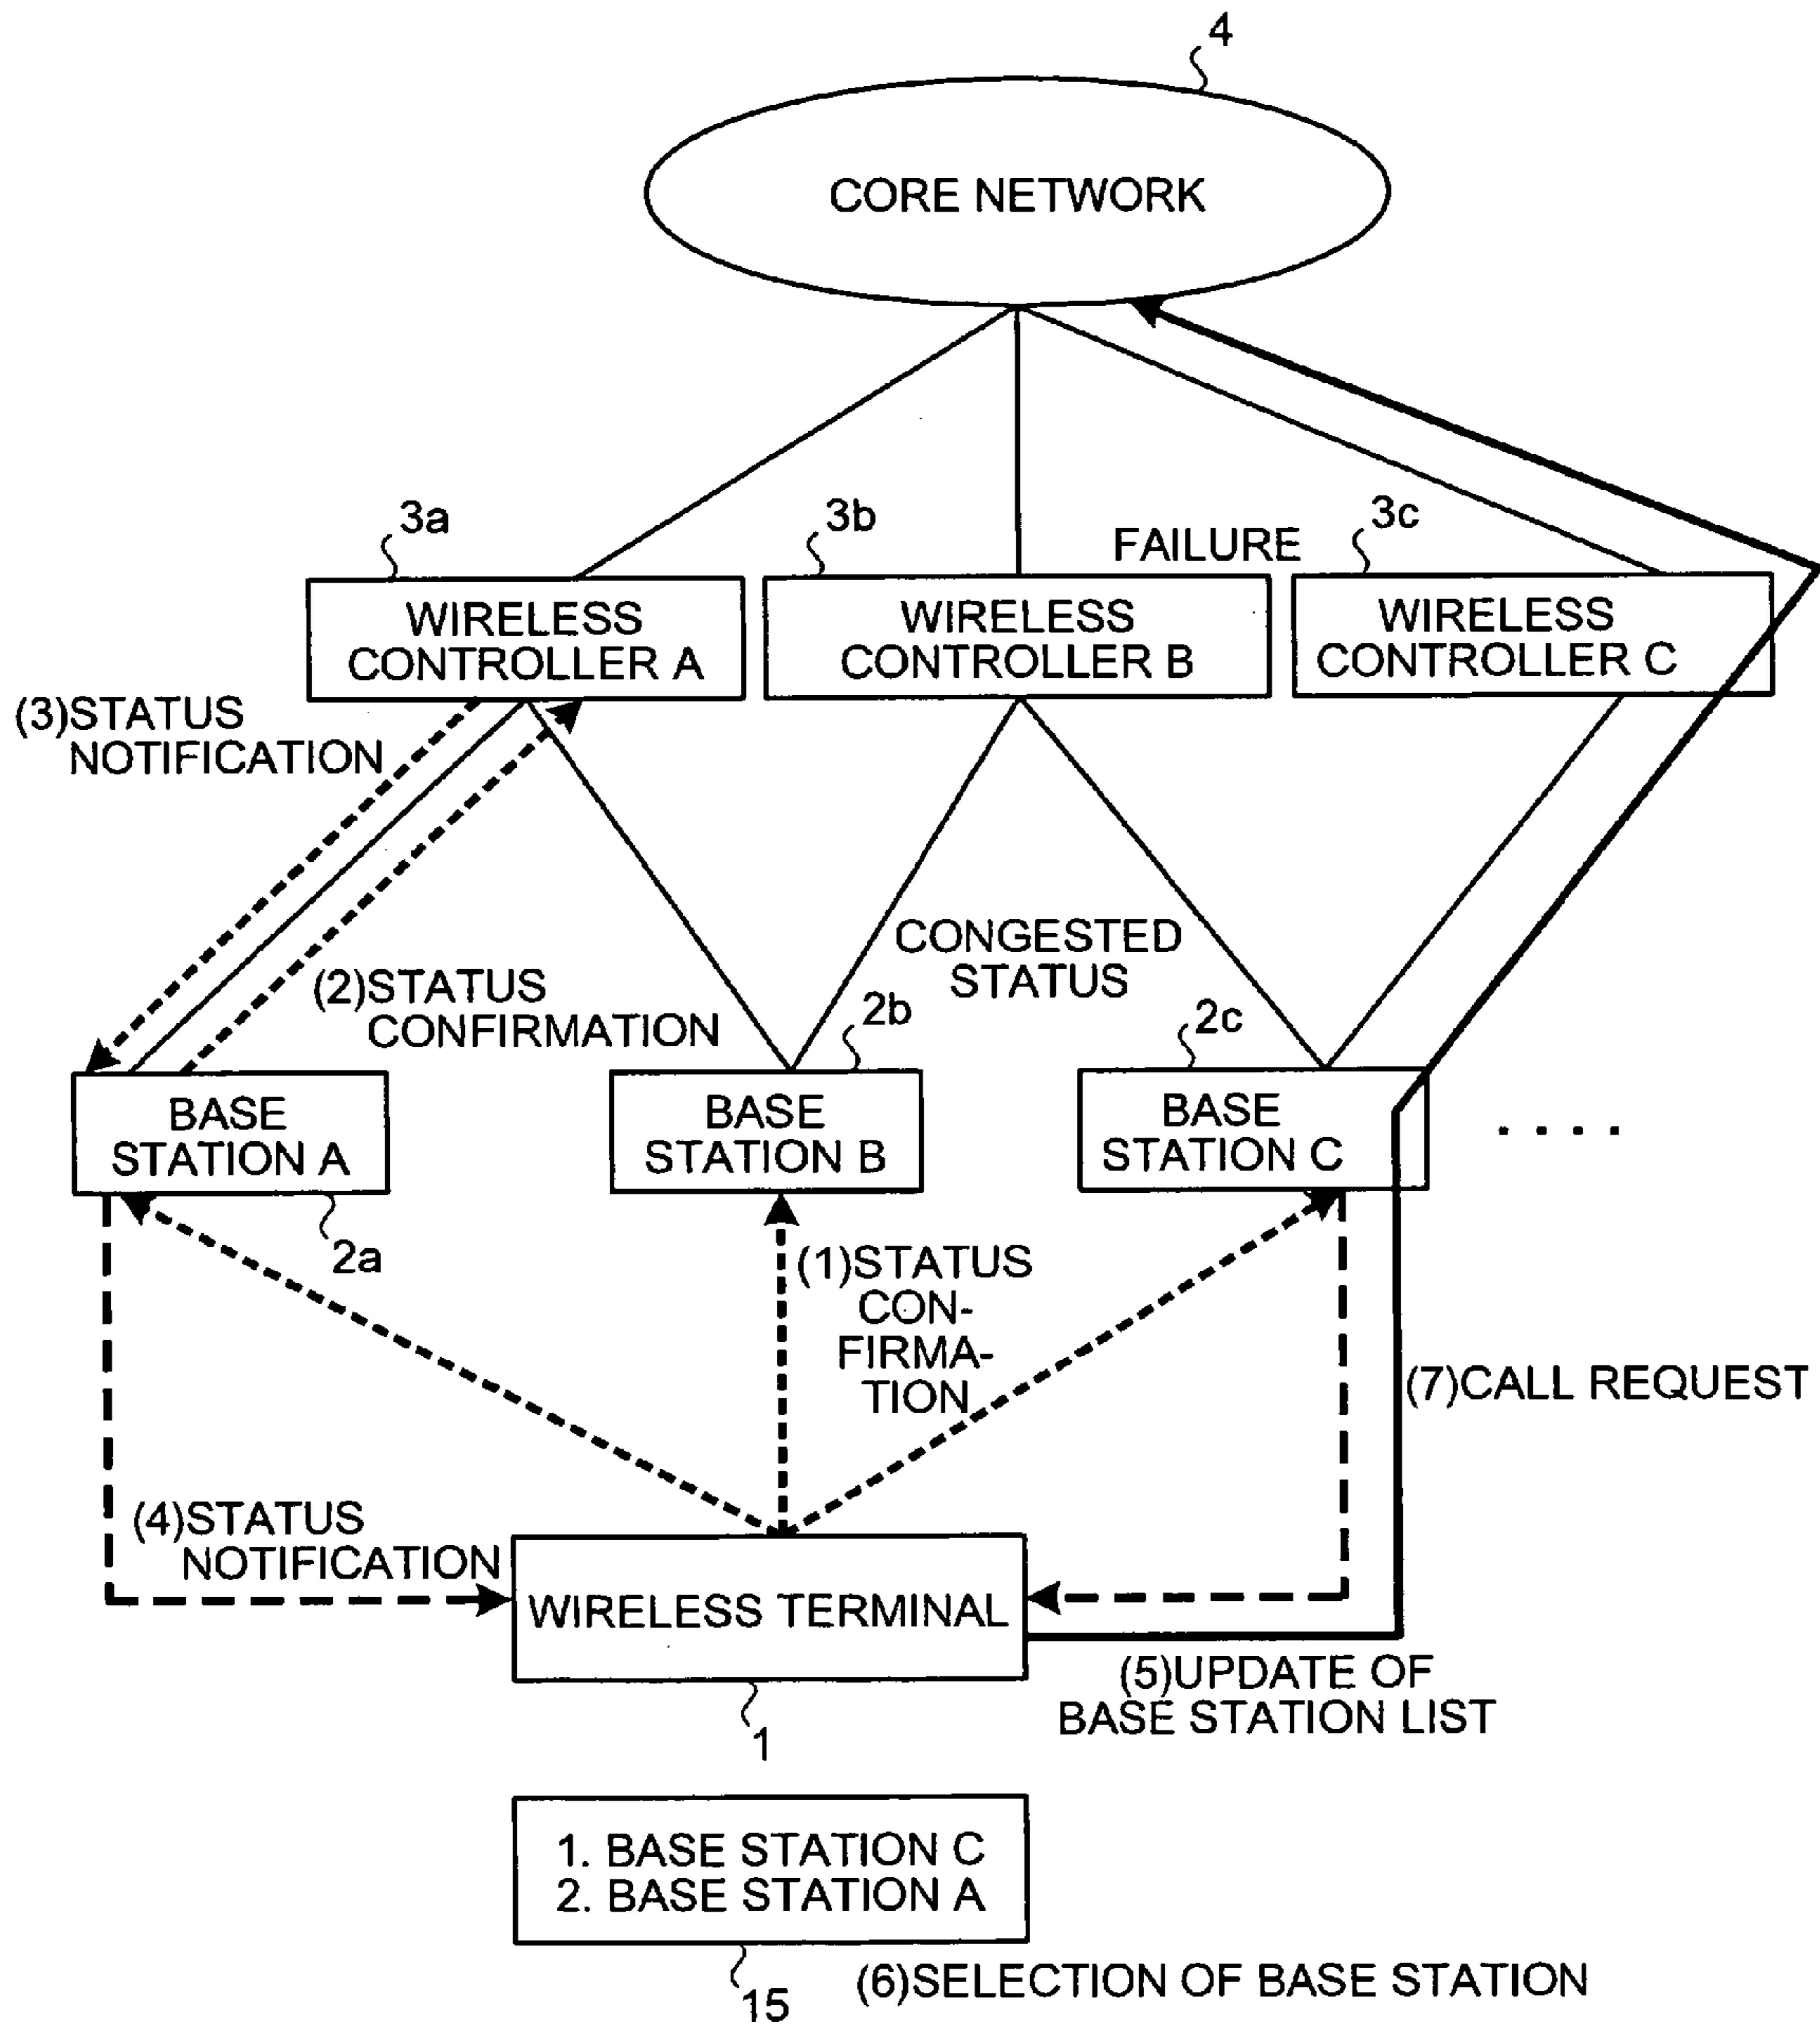 4
CORE NETWORK
3a
3b
FAILURE
3c
WIRELESS
CONTROLLER A
WIRELESS
CONTROLLER B
WIRELESS
CONTROLLER C
(3)STATUS
NOTIFICATION
CONGESTED
STATUS
(2)STATUS
CONFIRMATION
2b
2c
BASE
STATION A
BASE
STATION B
BASE
STATION C
. . . .
2a
(1)STATUS
CON-
FIRMA-
TION
(7)CALL REQUEST
(4)STATUS
NOTIFICATION
WIRELESS TERMINAL
(5)UPDATE OF
BASE STATION LIST
1
1. BASE STATION C
2. BASE STATION A
15
(6)SELECTION OF BASE STATION